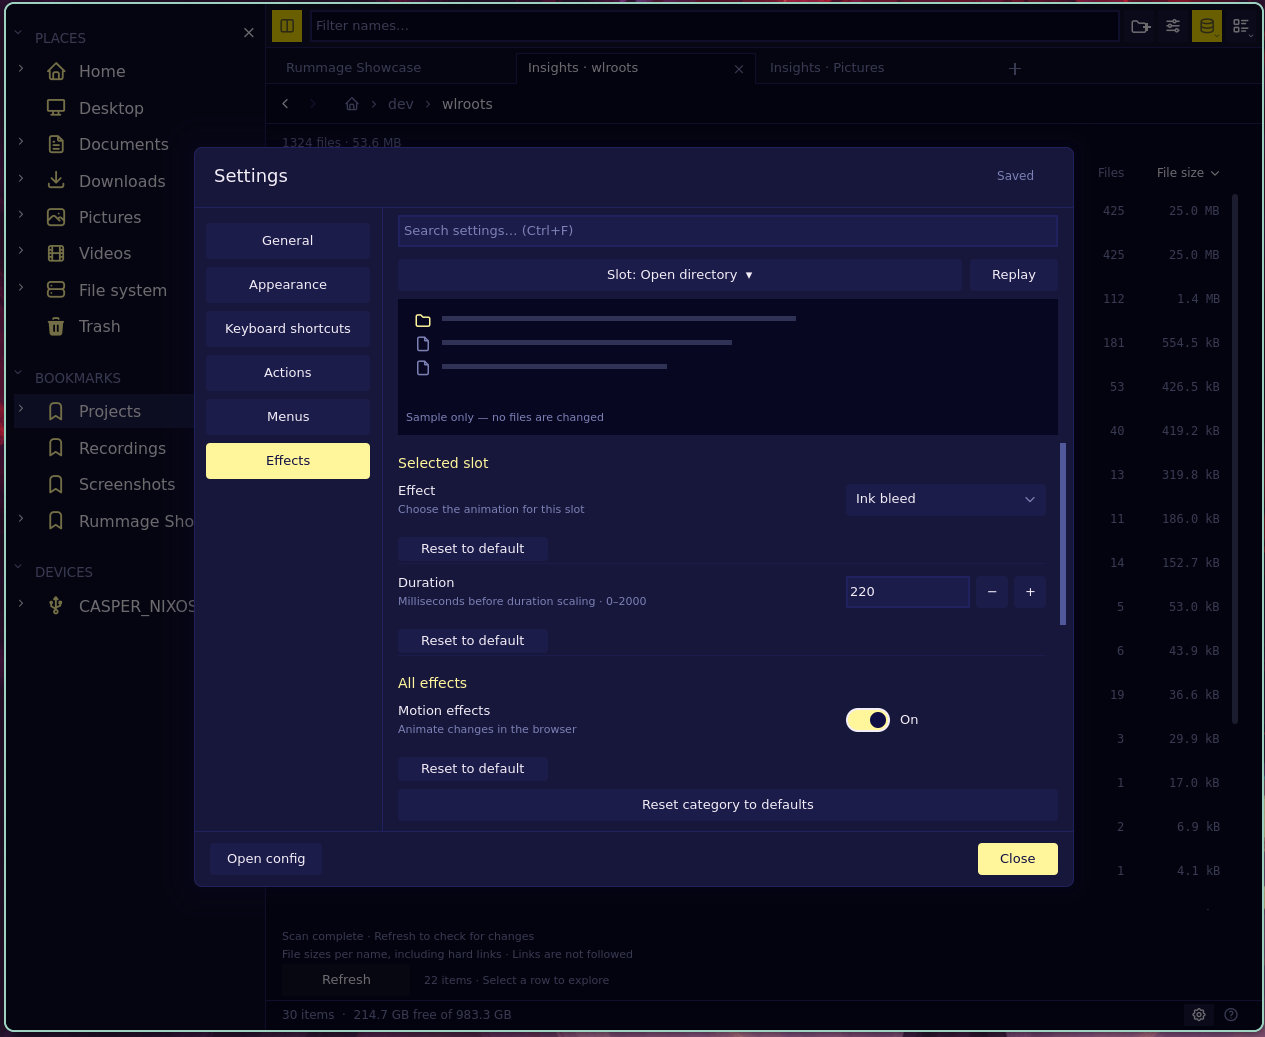 PLACES
Home
Desktop
Documents
Downloads
Pictures
Videos
File system
Trash
BOOKMARKS
Projects
Recordings
Screenshots
Rummage Sho
DEVICES
CASPER_NIXOS
Filter names...
Rummage Showcase
Insights · wlroots
Insights · Pictures
dev
wlroots
1324 files · 53.6 MB
Files
File size
425 25.0 MB
425 25.0 MB
112 1.4 MB
181 554.5 kB
53 426.5 kB
40 419.2 kB
13 319.8 kB
11 186.0 kB
14 152.7 kB
5 53.0 kB
6 43.9 kB
19 36.6 kB
3 29.9 kB
1 17.0 kB
2 6.9 kB
1 4.1 kB
Settings
Saved
General
Appearance
Keyboard shortcuts
Actions
Menus
Effects
Search settings... (Ctrl+F)
Slot: Open directory ▾
Replay
Sample only — no files are changed
Selected slot
Effect
Choose the animation for this slot
Ink bleed
Reset to default
Duration
Milliseconds before duration scaling · 0–2000
220
− +
Reset to default
All effects
Motion effects
Animate changes in the browser
On
Reset to default
Reset category to defaults
Open config
Close
Scan complete · Refresh to check for changes
File sizes per name, including hard links · Links are not followed
Refresh
22 items · Select a row to explore
30 items · 214.7 GB free of 983.3 GB